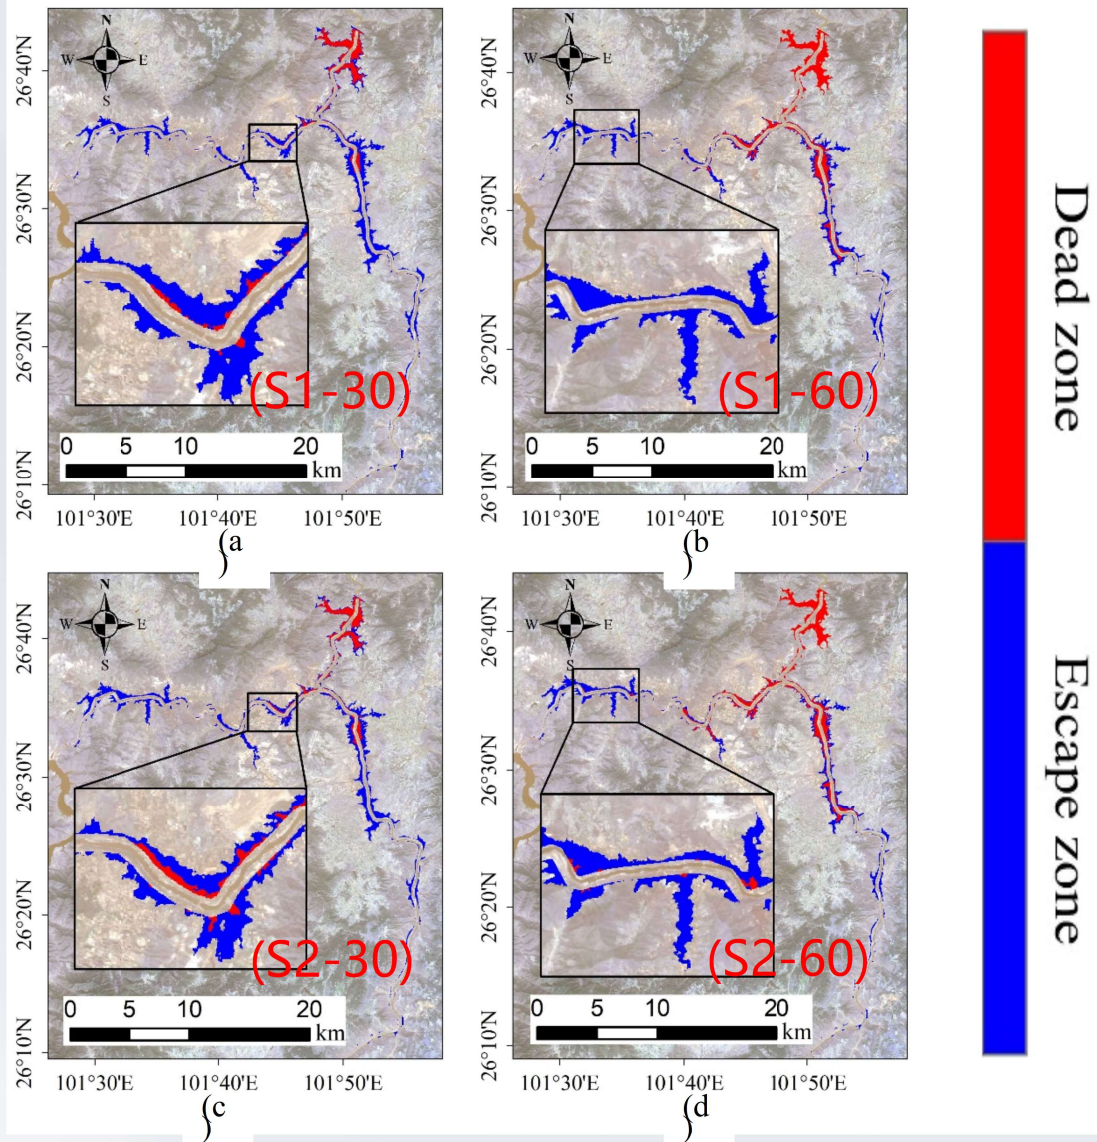 N
W E
S
26°40'N
26°30'N
26°20'N
26°10'N
(S1-30)
0 5 10 20
km
101°30'E 101°40'E 101°50'E
(a
)
N
W E
S
26°40'N
26°30'N
26°20'N
26°10'N
(S1-60)
0 5 10 20
km
101°30'E 101°40'E 101°50'E
(b
)
N
W E
S
26°40'N
26°30'N
26°20'N
26°10'N
(S2-30)
0 5 10 20
km
101°30'E 101°40'E 101°50'E
(c
)
N
W E
S
26°40'N
26°30'N
26°20'N
26°10'N
(S2-60)
0 5 10 20
km
101°30'E 101°40'E 101°50'E
(d
)
Dead zone
Escape zone